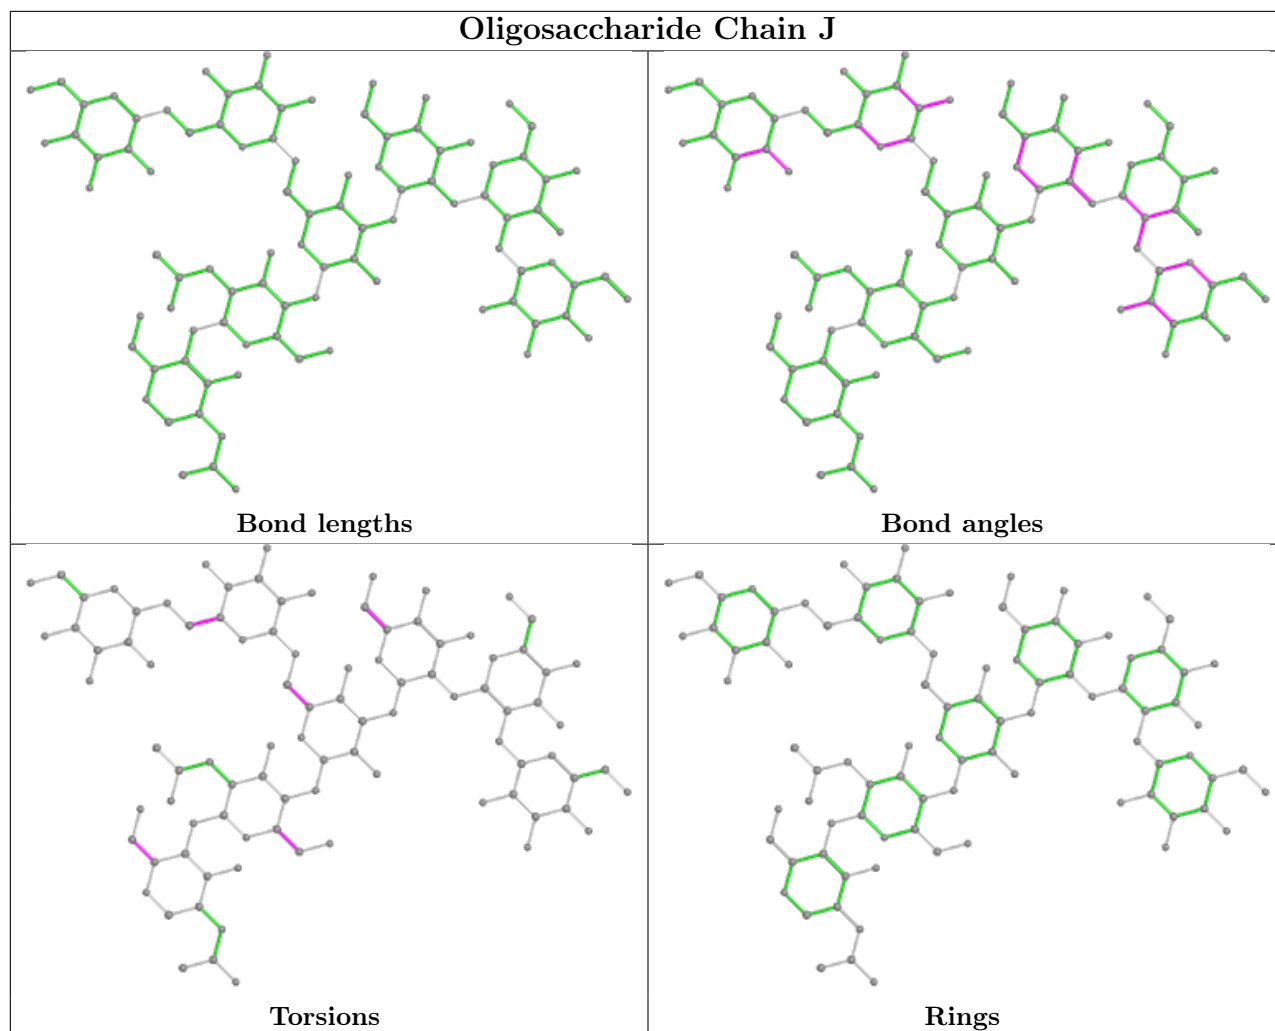 Oligosaccharide Chain J
Bond lengths
Bond angles
Torsions
Rings